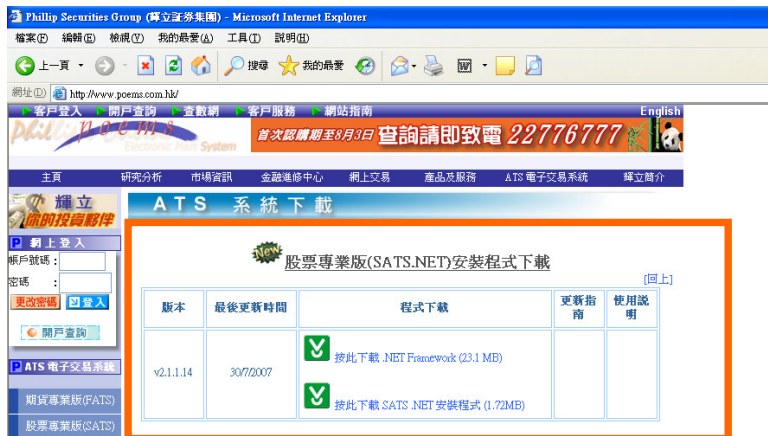 Phillip Securities Group (輝立証券集團) - Microsoft Internet Explorer
檔案(F) 編輯(E) 檢視(V) 我的最愛(A) 工具(T) 說明(H)
上一頁 搜尋 我的最愛
網址(D) http://www.poems.com.hk/
客戶登入 開戶查詢 查數網 客戶服務 網站指南 English
Phillip poems
Electronic Mart System
首次認購期至8月3日 查詢請即致電 22776777
主頁 研究分析 市場資訊 金融進修中心 網上交易 產品及服務 ATS 電子交易系統 輝立簡介
輝立
你的投資夥伴
ATS 系統下載
網上登入
帳戶號碼 :
密碼 :
更改密碼 登入
開戶查詢
ATS 電子交易系統
期貨專業版(FATS)
股票專業版(SATS)
New 股票專業版(SATS.NET)安裝程式下載
[回上]
版本 最後更新時間 程式下載 更新指南 使用説明
v2.1.1.14 30/7/2007
按此下載 .NET Framework (23.1 MB)
按此下載 SATS .NET 安裝程式 (1.72MB)